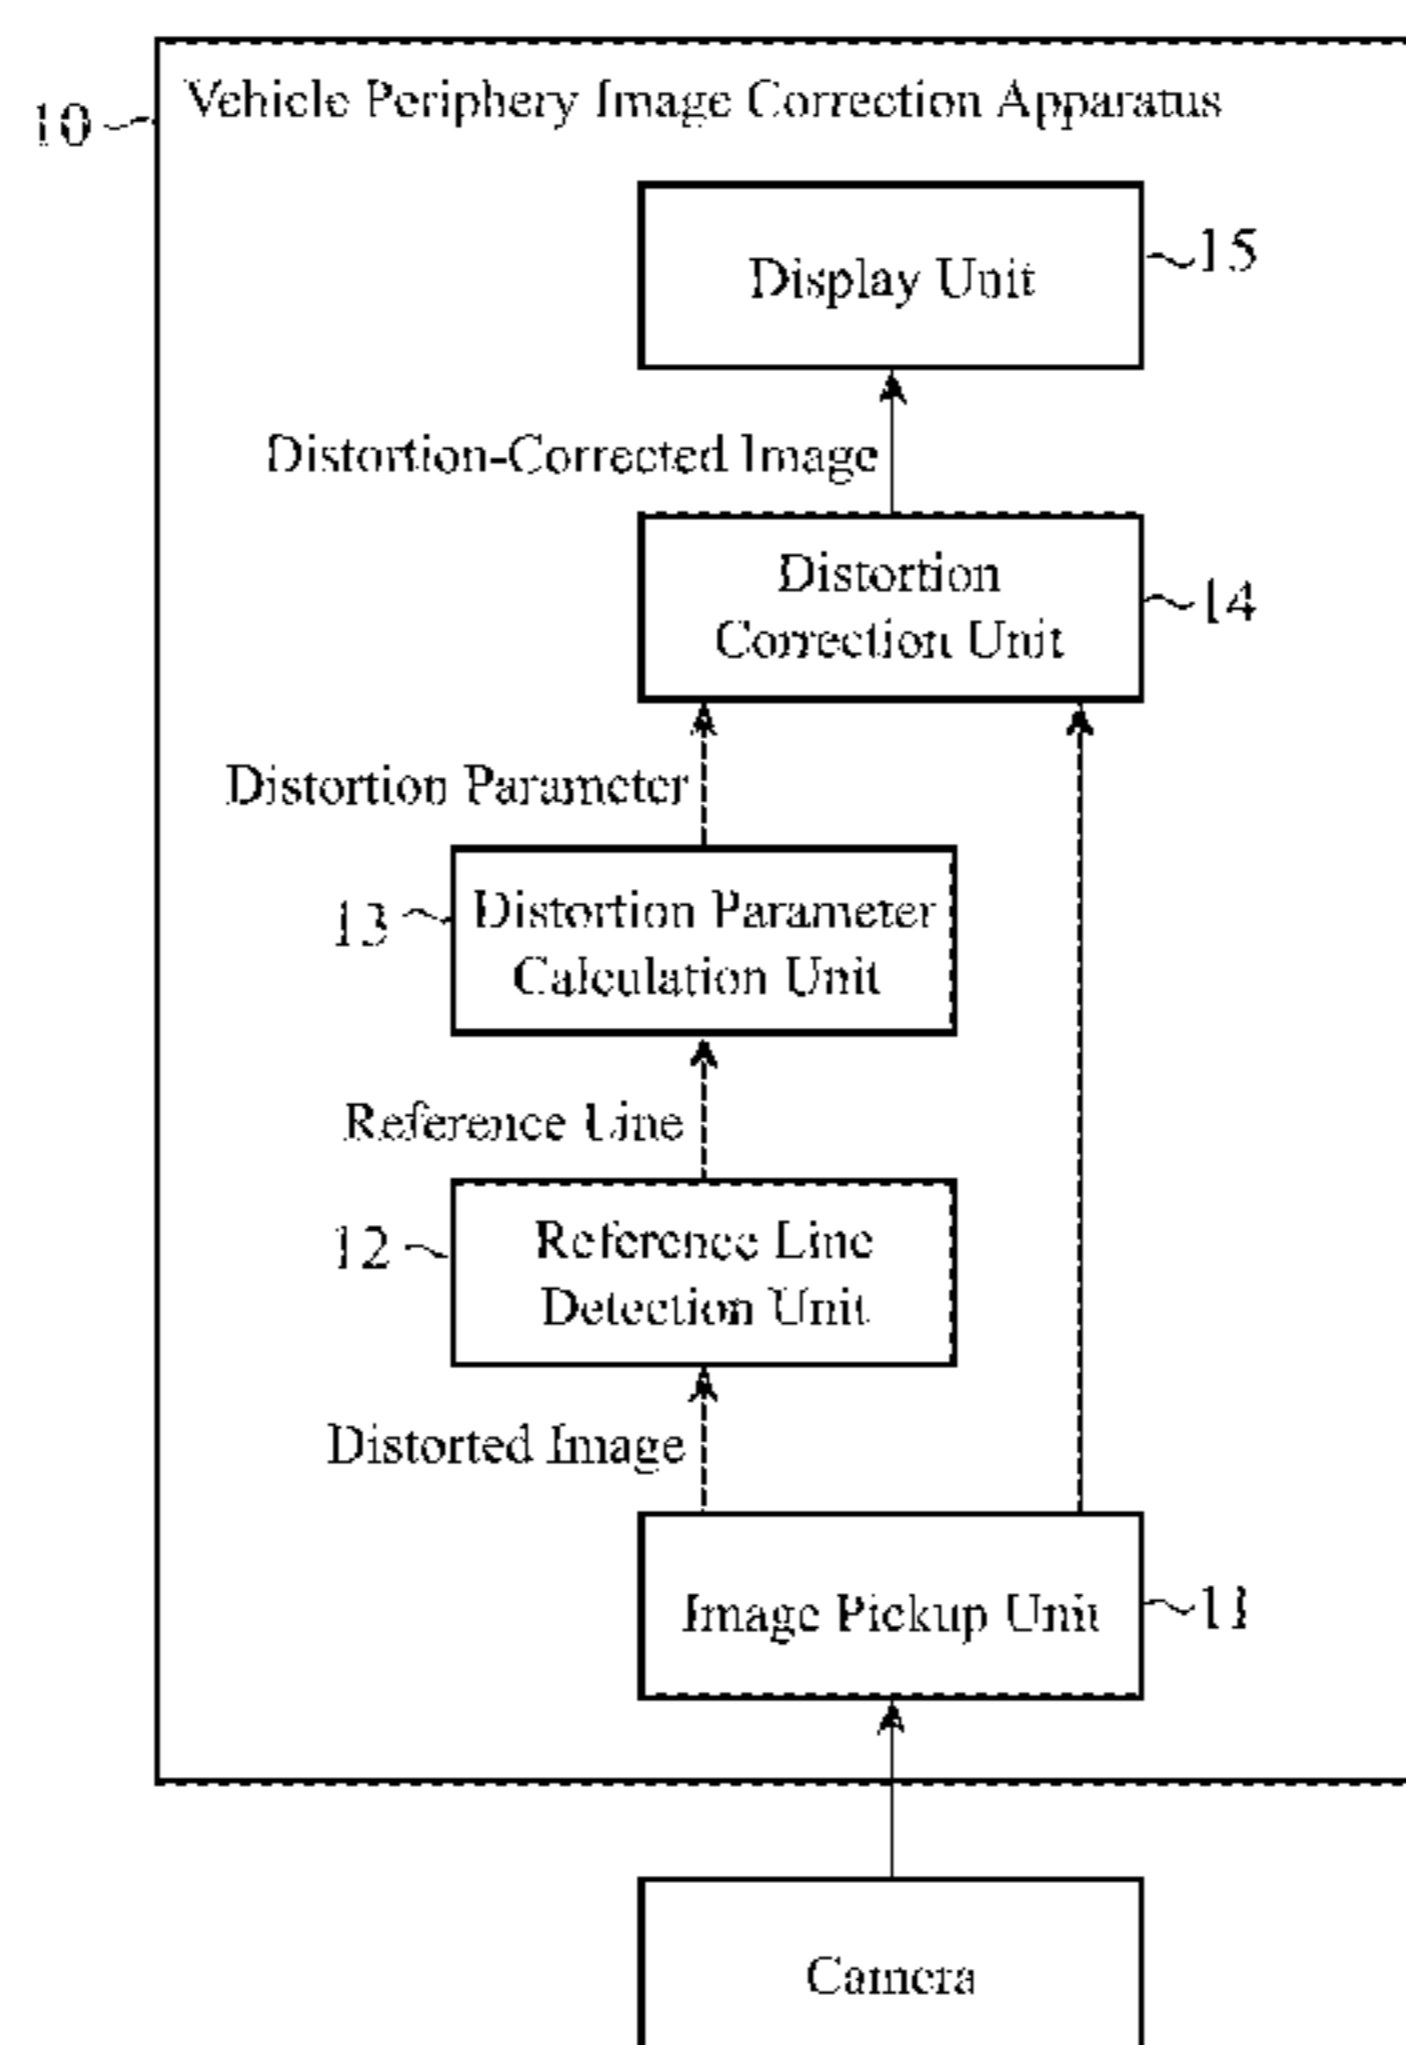 10
Vehicle Periphery Image Correction Apparatus
Display Unit
15
Distortion-Corrected Image
Distortion
Correction Unit
14
Distortion Parameter
13
Distortion Parameter
Calculation Unit
Reference Line
12
Reference Line
Detection Unit
Distorted Image
Image Pickup Unit
11
Camera